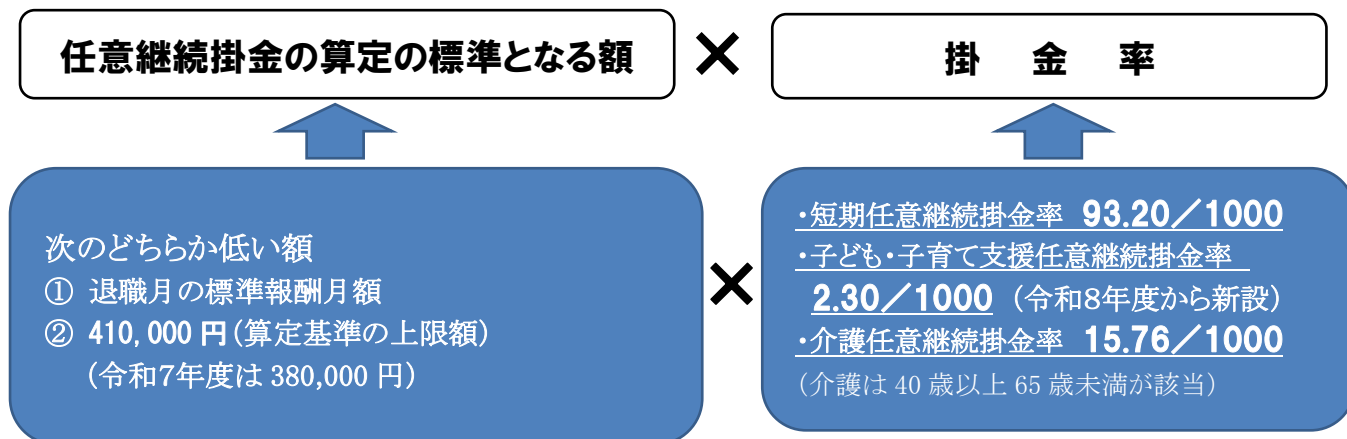 任意継続掛金の算定の標準となる額
×
掛 金 率
次のどちらか低い額
① 退職月の標準報酬月額
② 410,000 円(算定基準の上限額)
(令和7年度は 380,000 円)
×
・短期任意継続掛金率 93.20／1000
・子ども・子育て支援任意継続掛金率
2.30／1000 (令和8年度から新設)
・介護任意継続掛金率 15.76／1000
(介護は 40 歳以上 65 歳未満が該当)